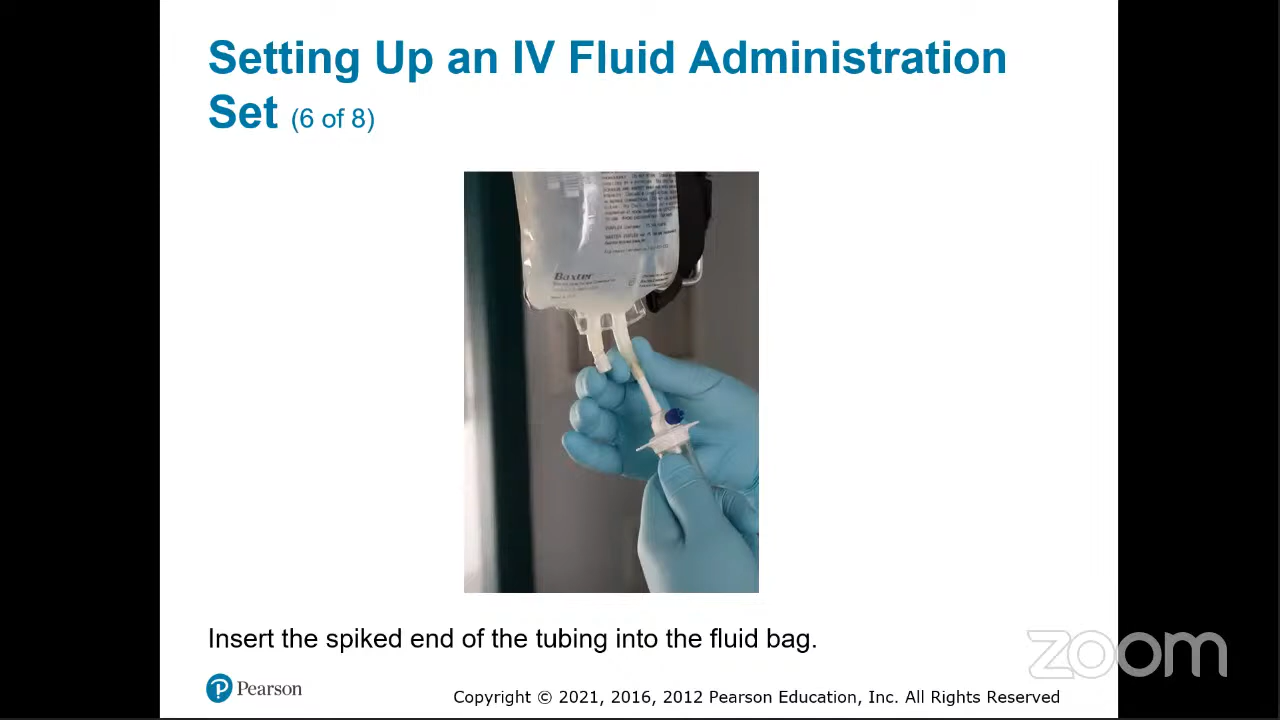 Setting Up an IV Fluid Administration
Set (6 of 8)
Baxter
Insert the spiked end of the tubing into the fluid bag.
Pearson
Copyright © 2021, 2016, 2012 Pearson Education, Inc. All Rights Reserved
zoom